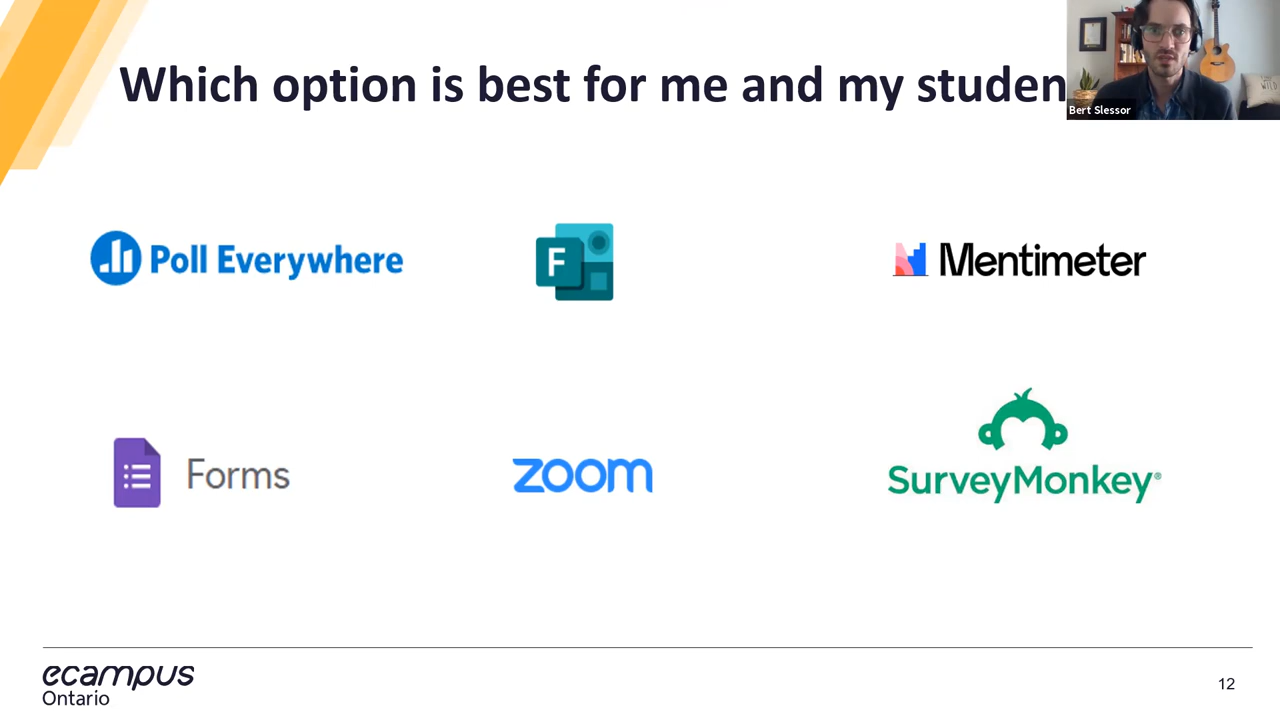 Which option is best for me and my studen
Bert Slessor
Poll Everywhere
F
Mentimeter
Forms
zoom
SurveyMonkey®
ecampus
Ontario
12